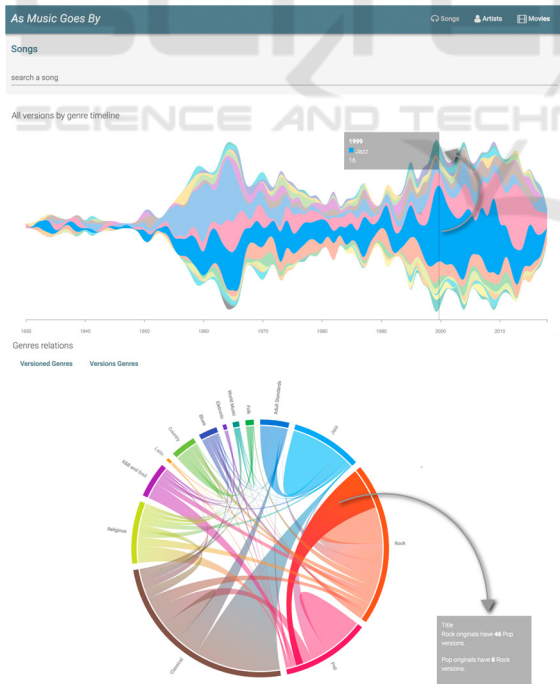 As Music Goes By
Songs
Artists
Movies
Songs
search a song
SCIENCE AND TECHN
All versions by genre timeline
1999
Jazz
16
1930 1940 1950 1960 1970 1980 1990 2000 2010
Genres relations
Versioned Genres Versions Genres
Adult Standards
Jazz
Rock
Pop
Classical
Religious
R&B and Soul
Latin
Country
Blues
Eletronic
World Music
Folk
Title
Rock originals have 46 Pop
versions.
Pop originals have 8 Rock
versions.